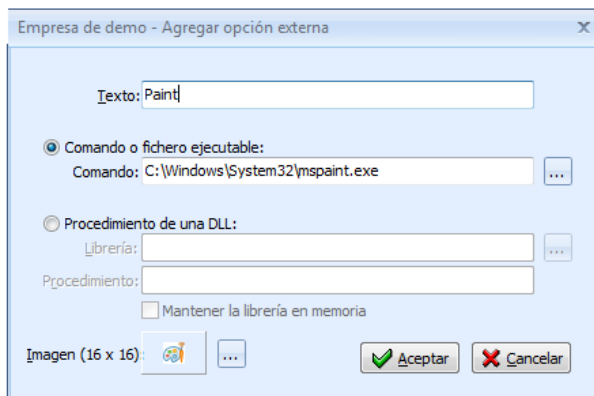 Empresa de demo - Agregar opción externa
Texto: Paint
Comando o fichero ejecutable:
Comando: C:\Windows\System32\mspaint.exe ...
Procedimiento de una DLL:
Librería: ...
Procedimiento:
Mantener la librería en memoria
Imagen (16 x 16): ... Aceptar Cancelar